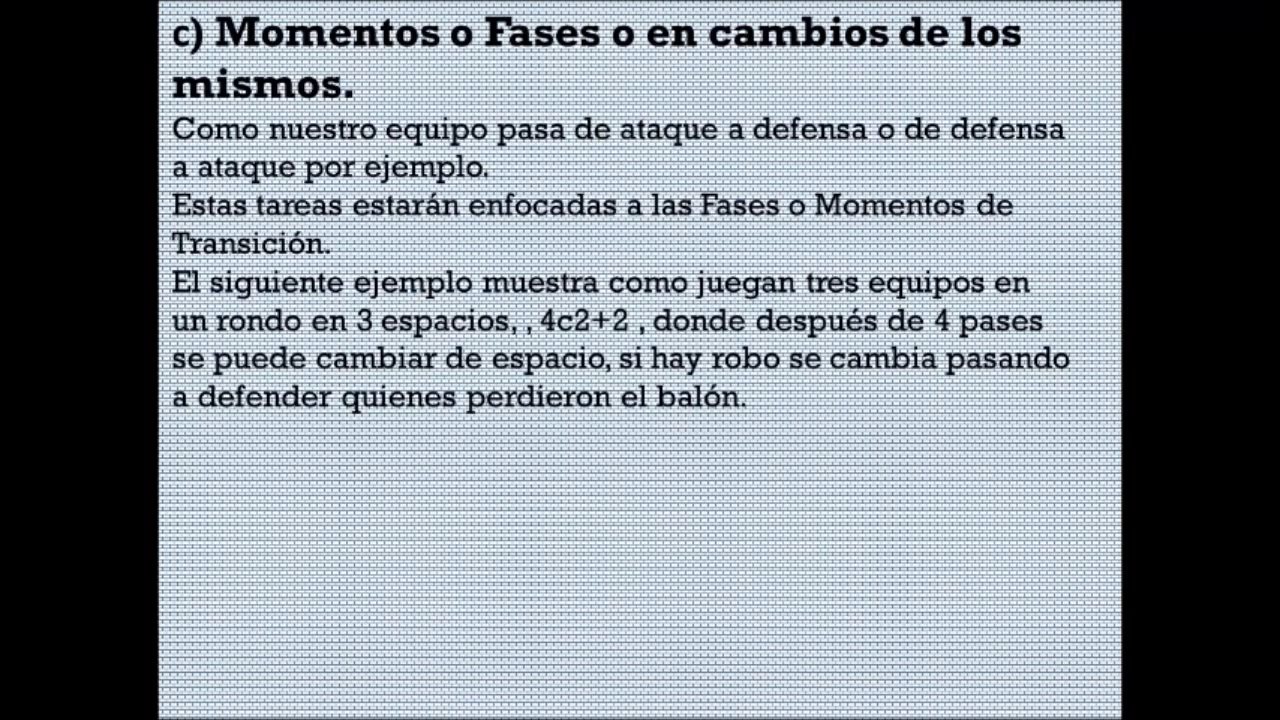 c) Momentos o Fases o en cambios de los
mismos.
Como nuestro equipo pasa de ataque a defensa o de defensa
a ataque por ejemplo.
Estas tareas estarán enfocadas a las Fases o Momentos de
Transición.
El siguiente ejemplo muestra como juegan tres equipos en
un rondo en 3 espacios, , 4c2+2 , donde después de 4 pases
se puede cambiar de espacio, si hay robo se cambia pasando
a defender quienes perdieron el balón.